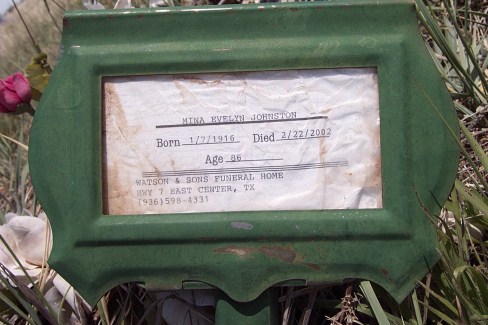 MINA EVELYN JOHNSTON
Born 1/7/1916 Died 2/22/2002
Age 86
WATSON & SONS FUNERAL HOME
HWY 7 EAST CENTER, TX
(936)598-4331